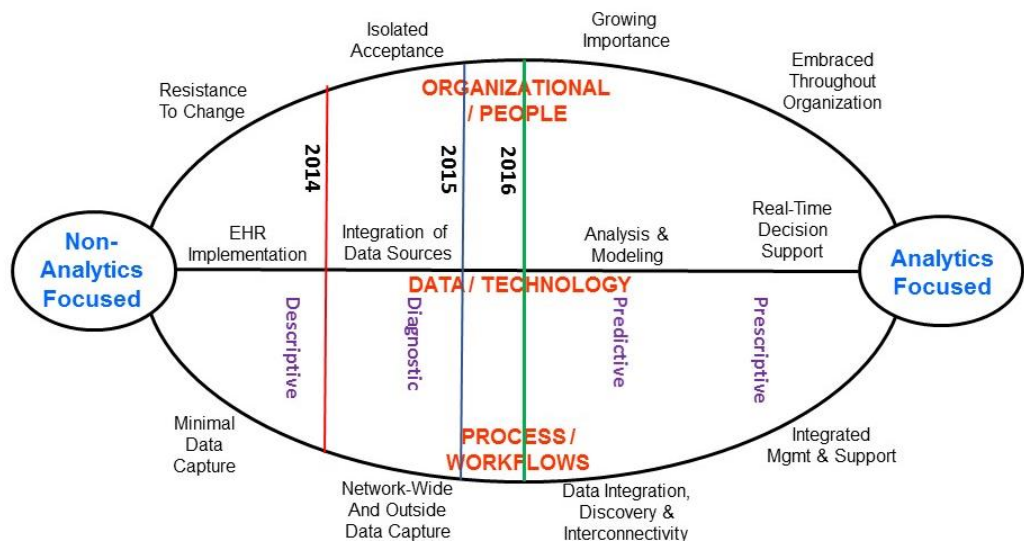 Isolated
Acceptance
Growing
Importance
Resistance
To Change
Embraced
Throughout
Organization
ORGANIZATIONAL
/ PEOPLE
2014
2015
2016
Non-
Analytics
Focused
EHR
Implementation
Integration of
Data Sources
Analysis &
Modeling
Real-Time
Decision
Support
Analytics
Focused
DATA / TECHNOLOGY
Descriptive
Diagnostic
Predictive
Prescriptive
Minimal
Data
Capture
PROCESS /
WORKFLOWS
Integrated
Mgmt & Support
Network-Wide
And Outside
Data Capture
Data Integration,
Discovery &
Interconnectivity